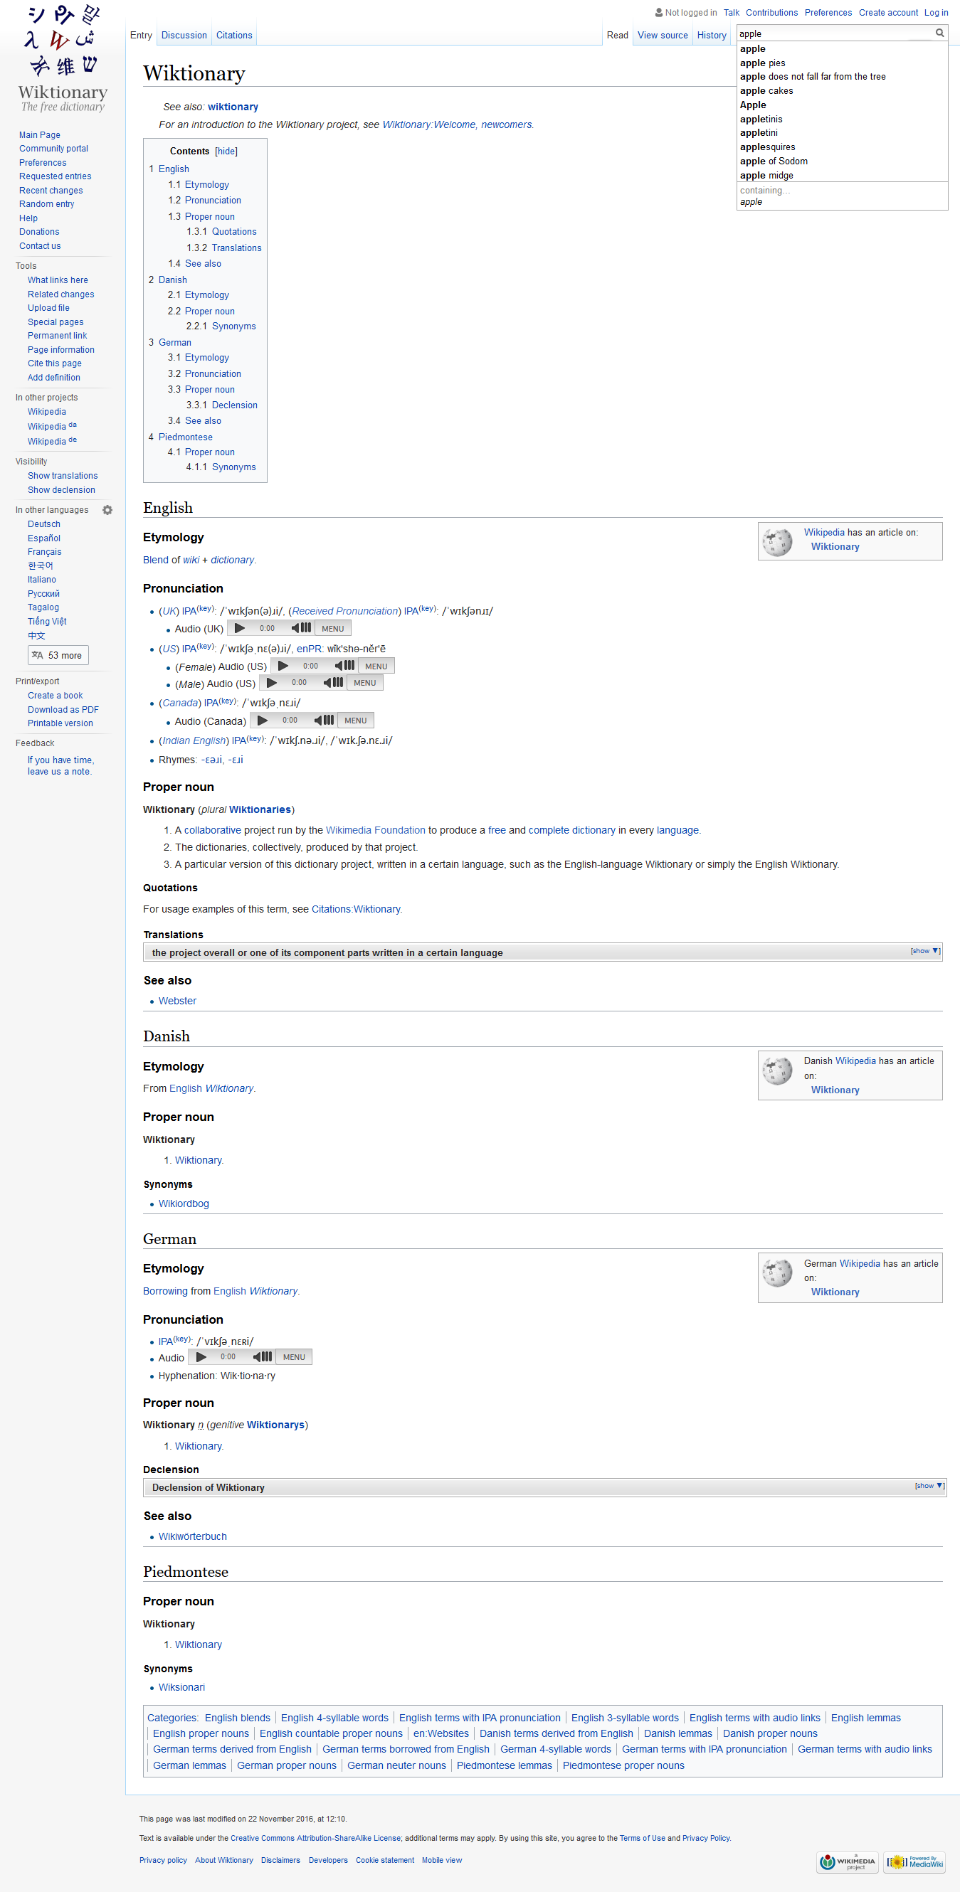 Not logged in Talk Contributions Preferences Create account Log in
Entry Discussion Citations Read View source History apple
apple
apple pies
apple does not fall far from the tree
apple cakes
Apple
appletinis
appletini
applesquires
apple of Sodom
apple midge
containing...
apple
Wiktionary
The free dictionary
Main Page
Community portal
Preferences
Requested entries
Recent changes
Random entry
Help
Donations
Contact us
Tools
What links here
Related changes
Upload file
Special pages
Permanent link
Page information
Cite this page
Add definition
In other projects
Wikipedia
Wikipedia da
Wikipedia de
Visibility
Show translations
Show declension
In other languages
Deutsch
Español
Français
한국어
Italiano
Русский
Tagalog
Tiếng Việt
中文
53 more
Print/export
Create a book
Download as PDF
Printable version
Feedback
If you have time,
leave us a note.
Wiktionary
See also: wiktionary
For an introduction to the Wiktionary project, see Wiktionary:Welcome, newcomers.
Contents [hide]
1 English
1.1 Etymology
1.2 Pronunciation
1.3 Proper noun
1.3.1 Quotations
1.3.2 Translations
1.4 See also
2 Danish
2.1 Etymology
2.2 Proper noun
2.2.1 Synonyms
3 German
3.1 Etymology
3.2 Pronunciation
3.3 Proper noun
3.3.1 Declension
3.4 See also
4 Piedmontese
4.1 Proper noun
4.1.1 Synonyms
English
Wikipedia has an article on:
Wiktionary
Etymology
Blend of wiki + dictionary.
Pronunciation
• (UK) IPA(key): /ˈwɪkʃən(ə)ɹi/, (Received Pronunciation) IPA(key): /ˈwɪkʃənɹɪ/
• Audio (UK) 0:00 MENU
• (US) IPA(key): /ˈwɪkʃəˌnɛ(ə)ɹi/, enPR: wĭk'shə-nĕr'ē
• (Female) Audio (US) 0:00 MENU
• (Male) Audio (US) 0:00 MENU
• (Canada) IPA(key): /ˈwɪkʃəˌnɛɹi/
• Audio (Canada) 0:00 MENU
• (Indian English) IPA(key): /ˈwɪkʃ.nəɹi/, /ˈwɪk.ʃə.nɛ.ɹi/
• Rhymes: -ɛəɹi, -ɛɹi
Proper noun
Wiktionary (plural Wiktionaries)
1. A collaborative project run by the Wikimedia Foundation to produce a free and complete dictionary in every language.
2. The dictionaries, collectively, produced by that project.
3. A particular version of this dictionary project, written in a certain language, such as the English-language Wiktionary or simply the English Wiktionary.
Quotations
For usage examples of this term, see Citations:Wiktionary.
Translations
the project overall or one of its component parts written in a certain language [show ▼]
See also
• Webster
Danish
Danish Wikipedia has an article
on:
Wiktionary
Etymology
From English Wiktionary.
Proper noun
Wiktionary
1. Wiktionary.
Synonyms
• Wikiordbog
German
German Wikipedia has an article
on:
Wiktionary
Etymology
Borrowing from English Wiktionary.
Pronunciation
• IPA(key): /ˈvɪkʃəˌnɛʀi/
• Audio 0:00 MENU
• Hyphenation: Wik·tio·na·ry
Proper noun
Wiktionary n (genitive Wiktionarys)
1. Wiktionary.
Declension
Declension of Wiktionary [show ▼]
See also
• Wikiwörterbuch
Piedmontese
Proper noun
Wiktionary
1. Wiktionary
Synonyms
• Wiksionari
Categories: English blends | English 4-syllable words | English terms with IPA pronunciation | English 3-syllable words | English terms with audio links | English lemmas
| English proper nouns | English countable proper nouns | en:Websites | Danish terms derived from English | Danish lemmas | Danish proper nouns
| German terms derived from English | German terms borrowed from English | German 4-syllable words | German terms with IPA pronunciation | German terms with audio links
| German lemmas | German proper nouns | German neuter nouns | Piedmontese lemmas | Piedmontese proper nouns
This page was last modified on 22 November 2016, at 12:10.
Text is available under the Creative Commons Attribution-ShareAlike License; additional terms may apply. By using this site, you agree to the Terms of Use and Privacy Policy.
Privacy policy About Wiktionary Disclaimers Developers Cookie statement Mobile view
A WIKIMEDIA project
Powered By MediaWiki